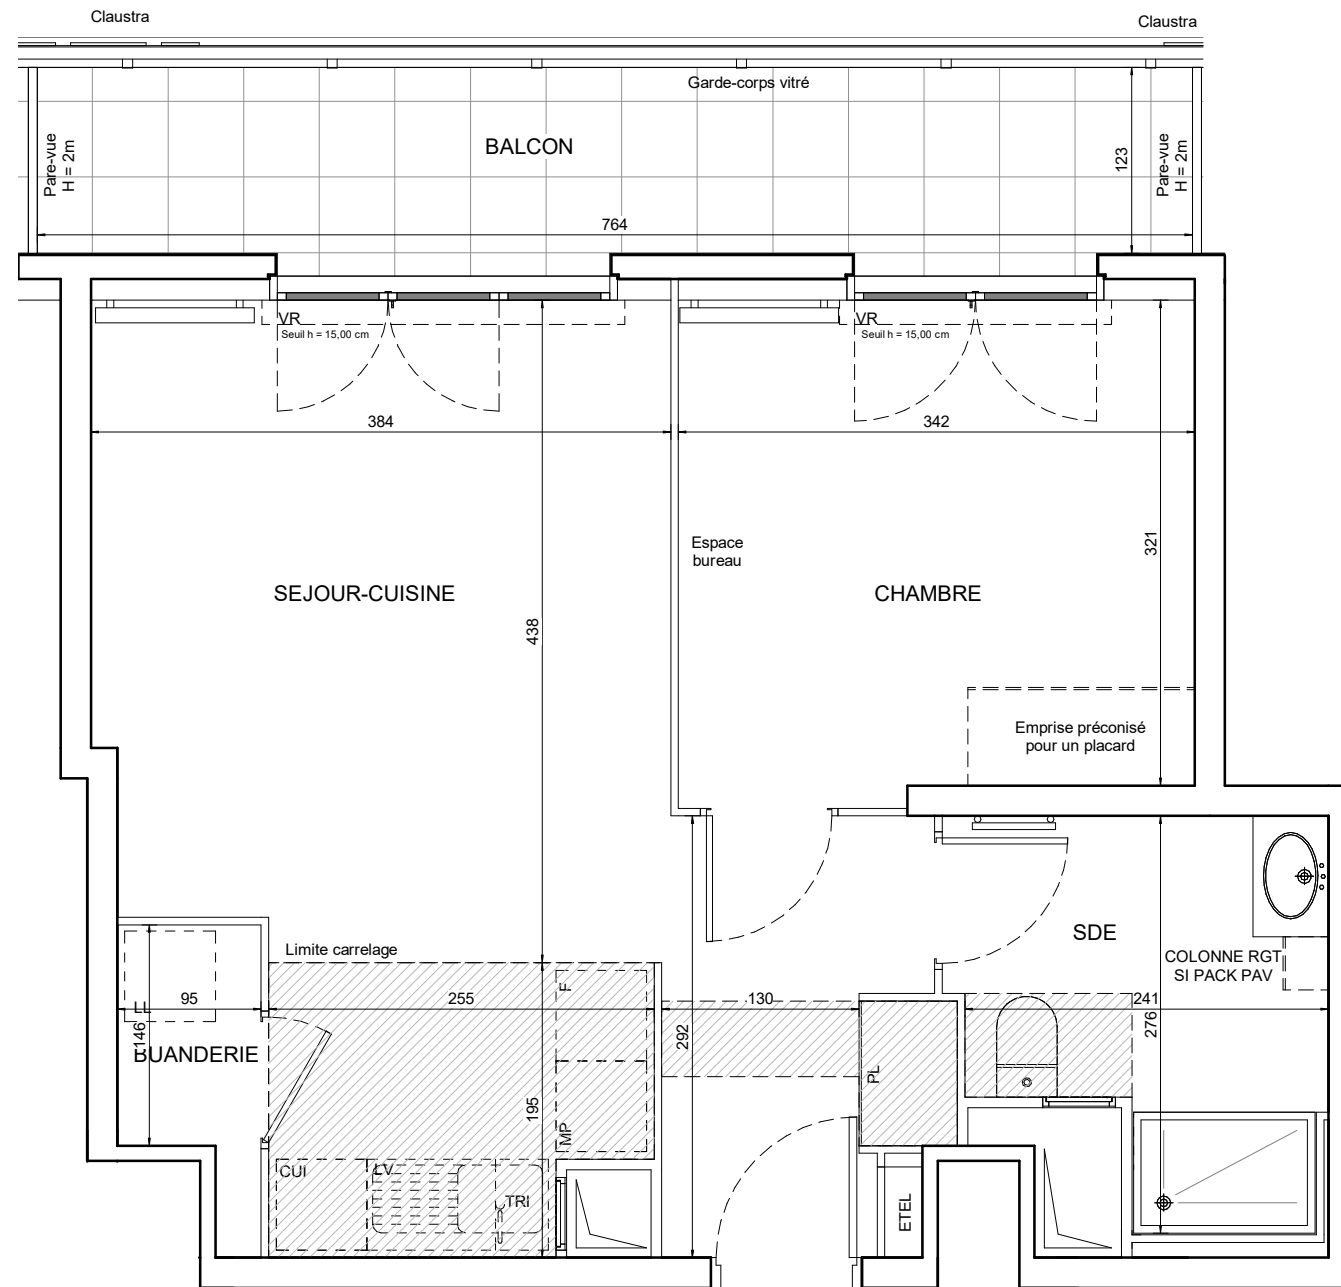 Claustra
Claustra
Garde-corps vitré
Pare-vue
H = 2m
BALCON
123
Pare-vue
H = 2m
764
VR
Seuil h = 15,00 cm
VR
Seuil h = 15,00 cm
384
342
Espace
bureau
321
SEJOUR-CUISINE
CHAMBRE
438
Emprise préconisé
pour un placard
SDE
Limite carrelage
COLONNE RGT
SI PACK PAV
LL
95
F
255
130
241
146
BUANDERIE
292
276
PL
195
MP
CUI
LV
TRI
ETEL